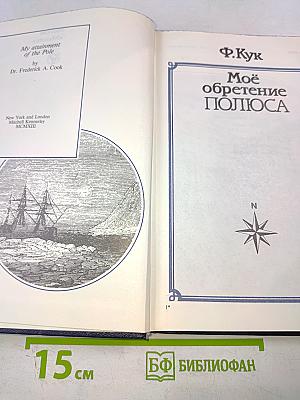 My attainment
of the Pole
by
Dr. Frederick A. Cook
New York and London
Mitchell Kennerley
MCMXIII
Ф. Кук
Моё
обретение
ПОЛЮСА
N
1*
15 см
БФ БИБЛИОФАН